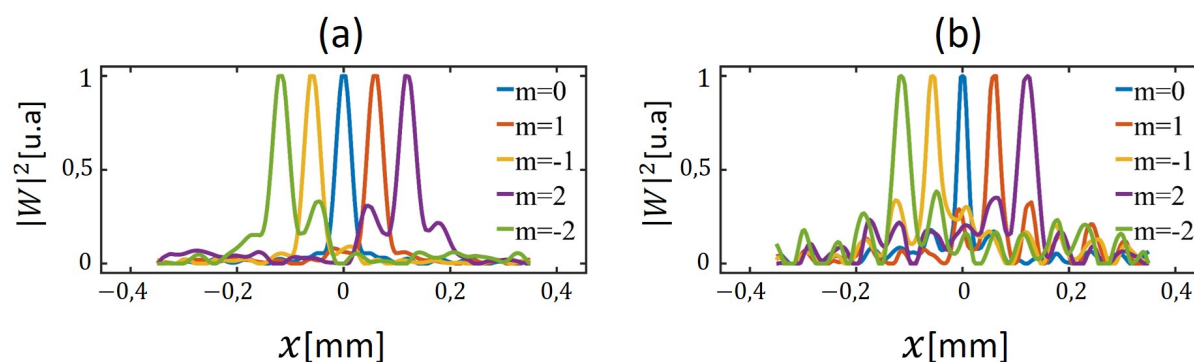 (a)
(b)
1
0,5
0
|W|²[u.a]
−0,4
−0,2
0
0,2
0,4
x[mm]
m=0
m=1
m=-1
m=2
m=-2
1
0,5
0
|W|²[u.a]
−0,4
−0,2
0
0,2
0,4
x[mm]
m=0
m=1
m=-1
m=2
m=-2